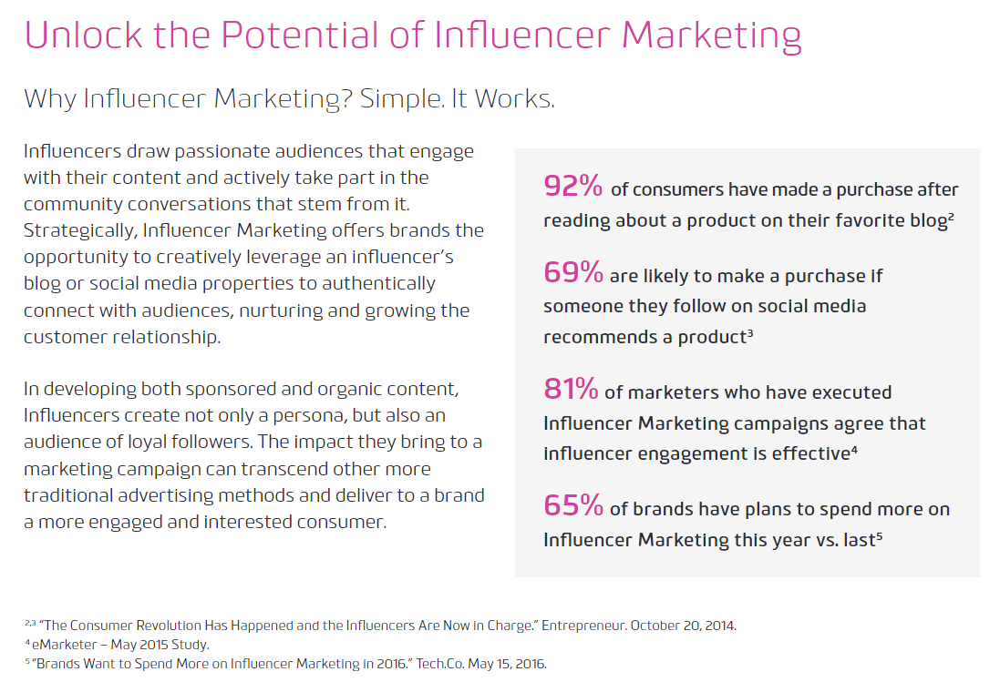 Unlock the Potential of Influencer Marketing
Why Influencer Marketing? Simple. It Works.
Influencers draw passionate audiences that engage
with their content and actively take part in the
community conversations that stem from it.
Strategically, Influencer Marketing offers brands the
opportunity to creatively leverage an influencer's
blog or social media properties to authentically
connect with audiences, nurturing and growing the
customer relationship.
In developing both sponsored and organic content,
Influencers create not only a persona, but also an
audience of loyal followers. The impact they bring to a
marketing campaign can transcend other more
traditional advertising methods and deliver to a brand
a more engaged and interested consumer.
92% of consumers have made a purchase after
reading about a product on their favorite blog²
69% are likely to make a purchase if
someone they follow on social media
recommends a product³
81% of marketers who have executed
Influencer Marketing campaigns agree that
influencer engagement is effective⁴
65% of brands have plans to spend more on
Influencer Marketing this year vs. last⁵
²,³ “The Consumer Revolution Has Happened and the Influencers Are Now in Charge.” Entrepreneur. October 20, 2014.
⁴ eMarketer – May 2015 Study.
⁵ “Brands Want to Spend More on Influencer Marketing in 2016.” Tech.Co. May 15, 2016.